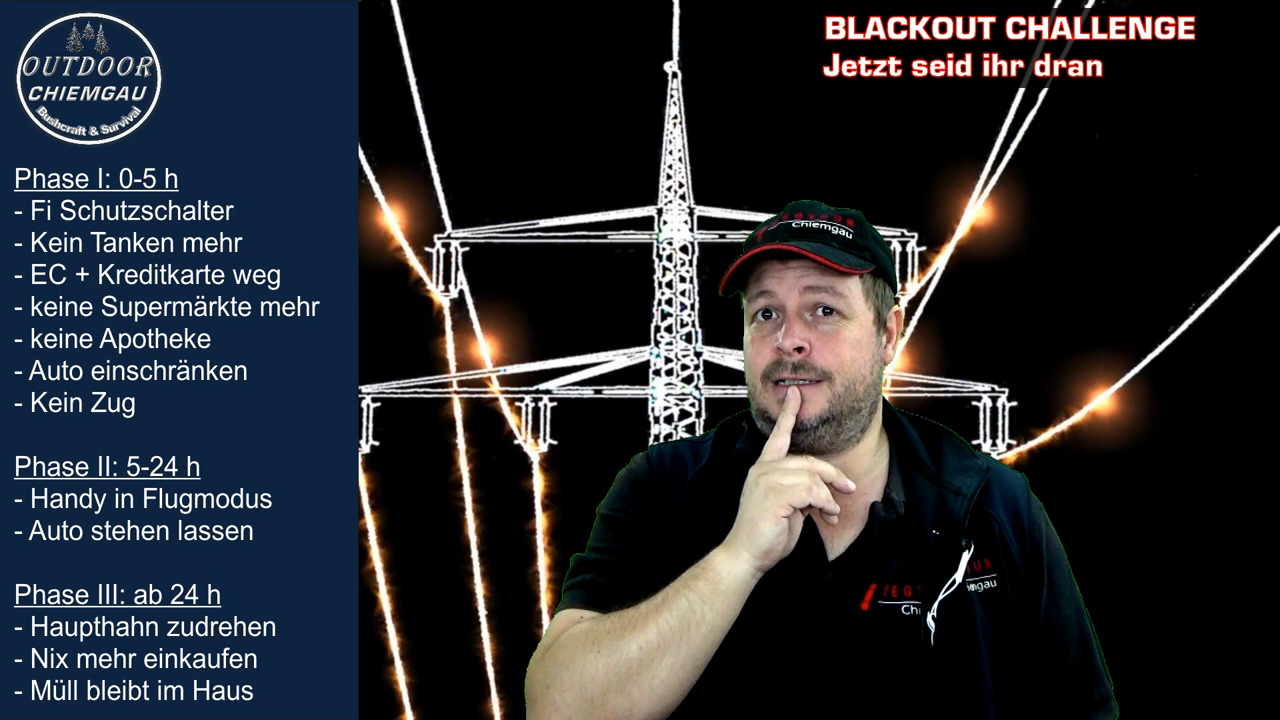 OUTDOOR
CHIEMGAU
Bushcraft & Survival
Phase I: 0-5 h
- Fi Schutzschalter
- Kein Tanken mehr
- EC + Kreditkarte weg
- keine Supermärkte mehr
- keine Apotheke
- Auto einschränken
- Kein Zug
Phase II: 5-24 h
- Handy in Flugmodus
- Auto stehen lassen
Phase III: ab 24 h
- Haupthahn zudrehen
- Nix mehr einkaufen
- Müll bleibt im Haus
BLACKOUT CHALLENGE
Jetzt seid ihr dran
Chiemgau